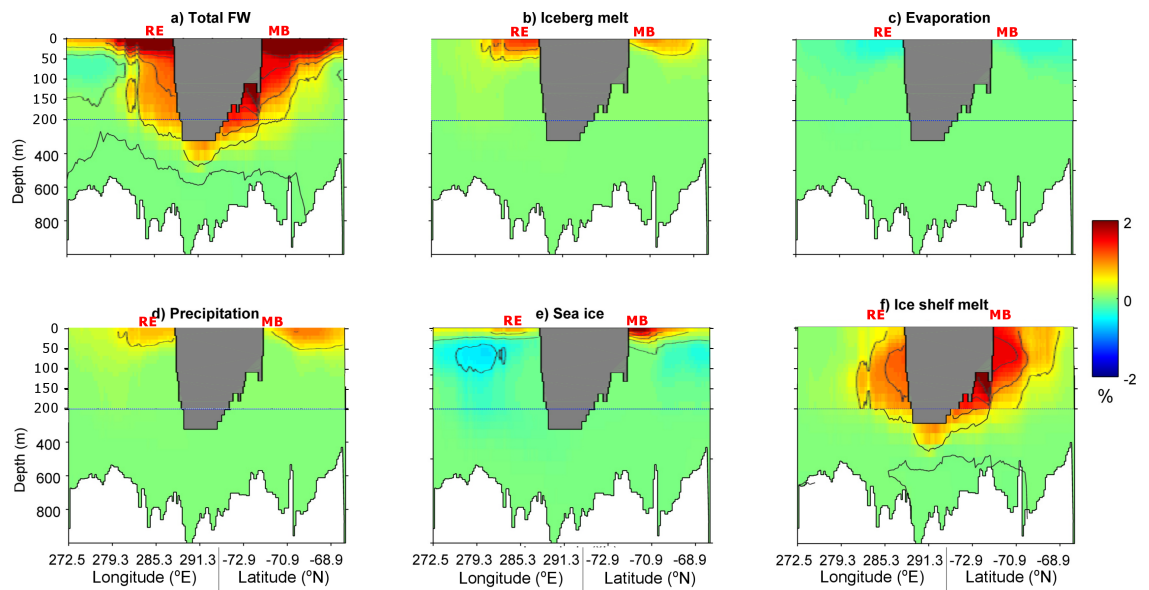 a) Total FW
b) Iceberg melt
c) Evaporation
RE MB
RE MB
RE MB
0
50
100
150
200
400
600
800
Depth (m)
2
0
-2
%
d) Precipitation
e) Sea ice
f) Ice shelf melt
RE MB
RE MB
RE MB
0
50
100
150
200
400
600
800
Depth (m)
272.5 279.3 285.5 291.3 -72.9 -70.9 -68.9
Longitude (°E) Latitude (°N)
272.5 279.3 285.5 291.3 -72.9 -70.9 -68.9
Longitude (°E) Latitude (°N)
272.5 279.3 285.5 291.3 -72.9 -70.9 -68.9
Longitude (°E) Latitude (°N)